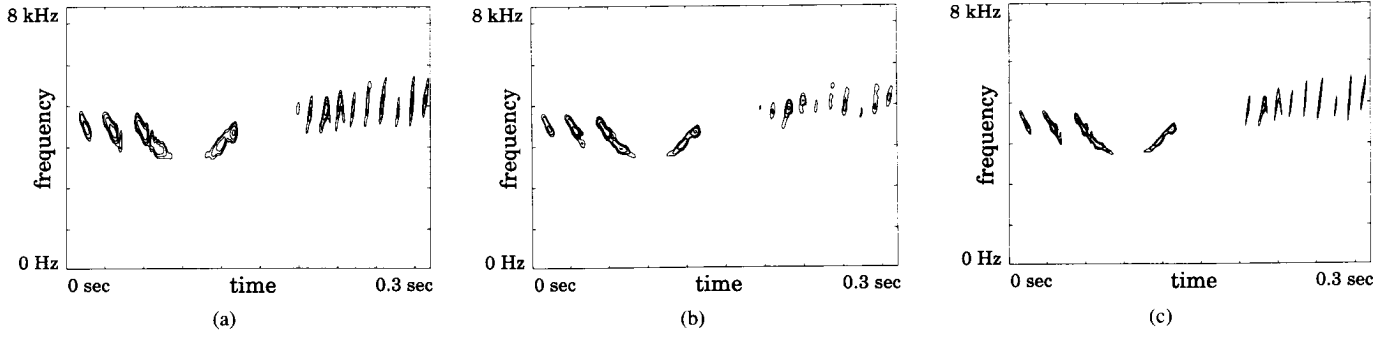 8 kHz
frequency
0 Hz
0 sec
time
0.3 sec
(a)
8 kHz
frequency
0 Hz
0 sec
time
0.3 sec
(b)
8 kHz
frequency
0 Hz
0 sec
time
0.3 sec
(c)